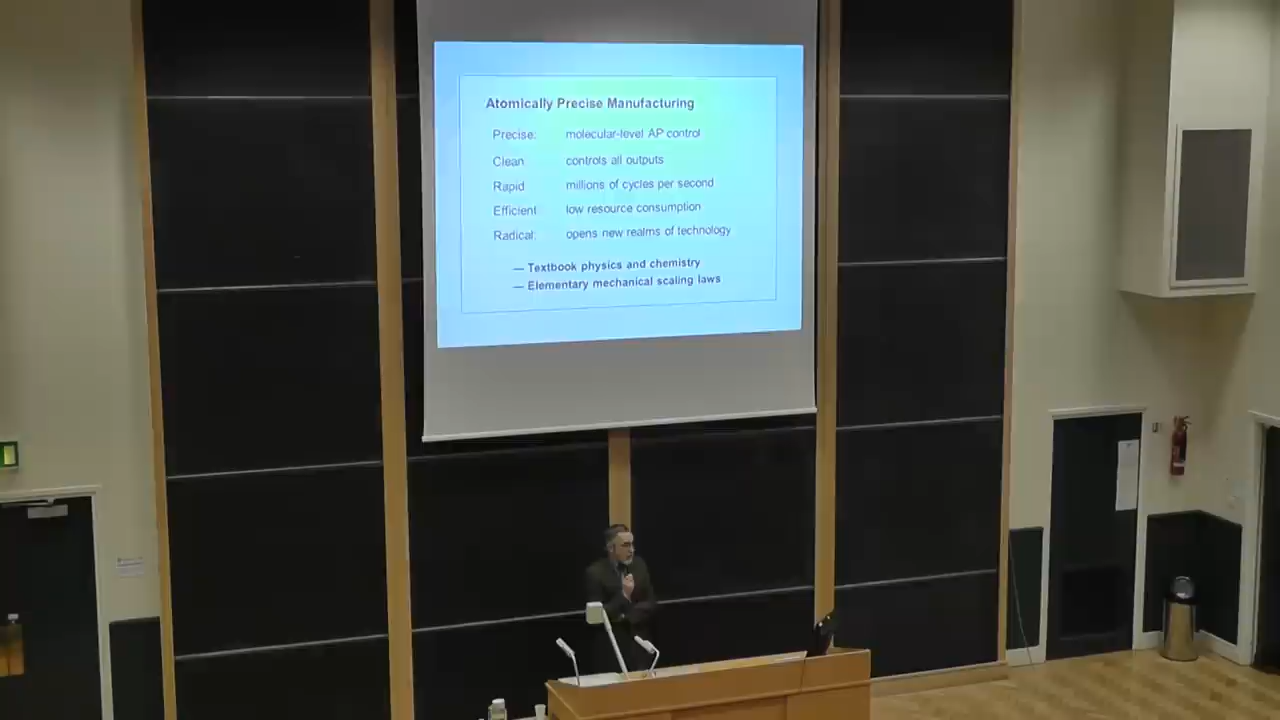 Atomically Precise Manufacturing
Precise: molecular-level AP control
Clean controls all outputs
Rapid millions of cycles per second
Efficient low resource consumption
Radical: opens new realms of technology
— Textbook physics and chemistry
— Elementary mechanical scaling laws